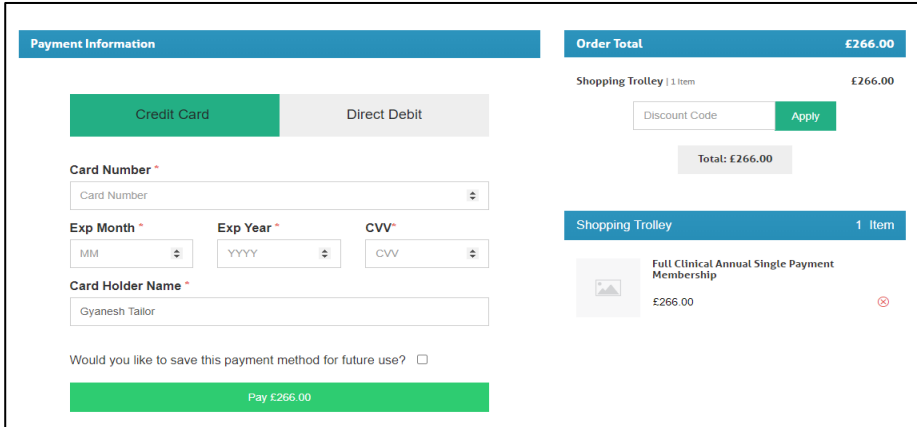 Payment Information
Credit Card Direct Debit
Card Number *
Card Number
Exp Month * Exp Year * CVV*
MM YYYY CVV
Card Holder Name *
Gyanesh Tailor
Would you like to save this payment method for future use?
Pay £266.00
Order Total £266.00
Shopping Trolley | 1 Item £266.00
Discount Code Apply
Total: £266.00
Shopping Trolley 1 Item
Full Clinical Annual Single Payment
Membership
£266.00